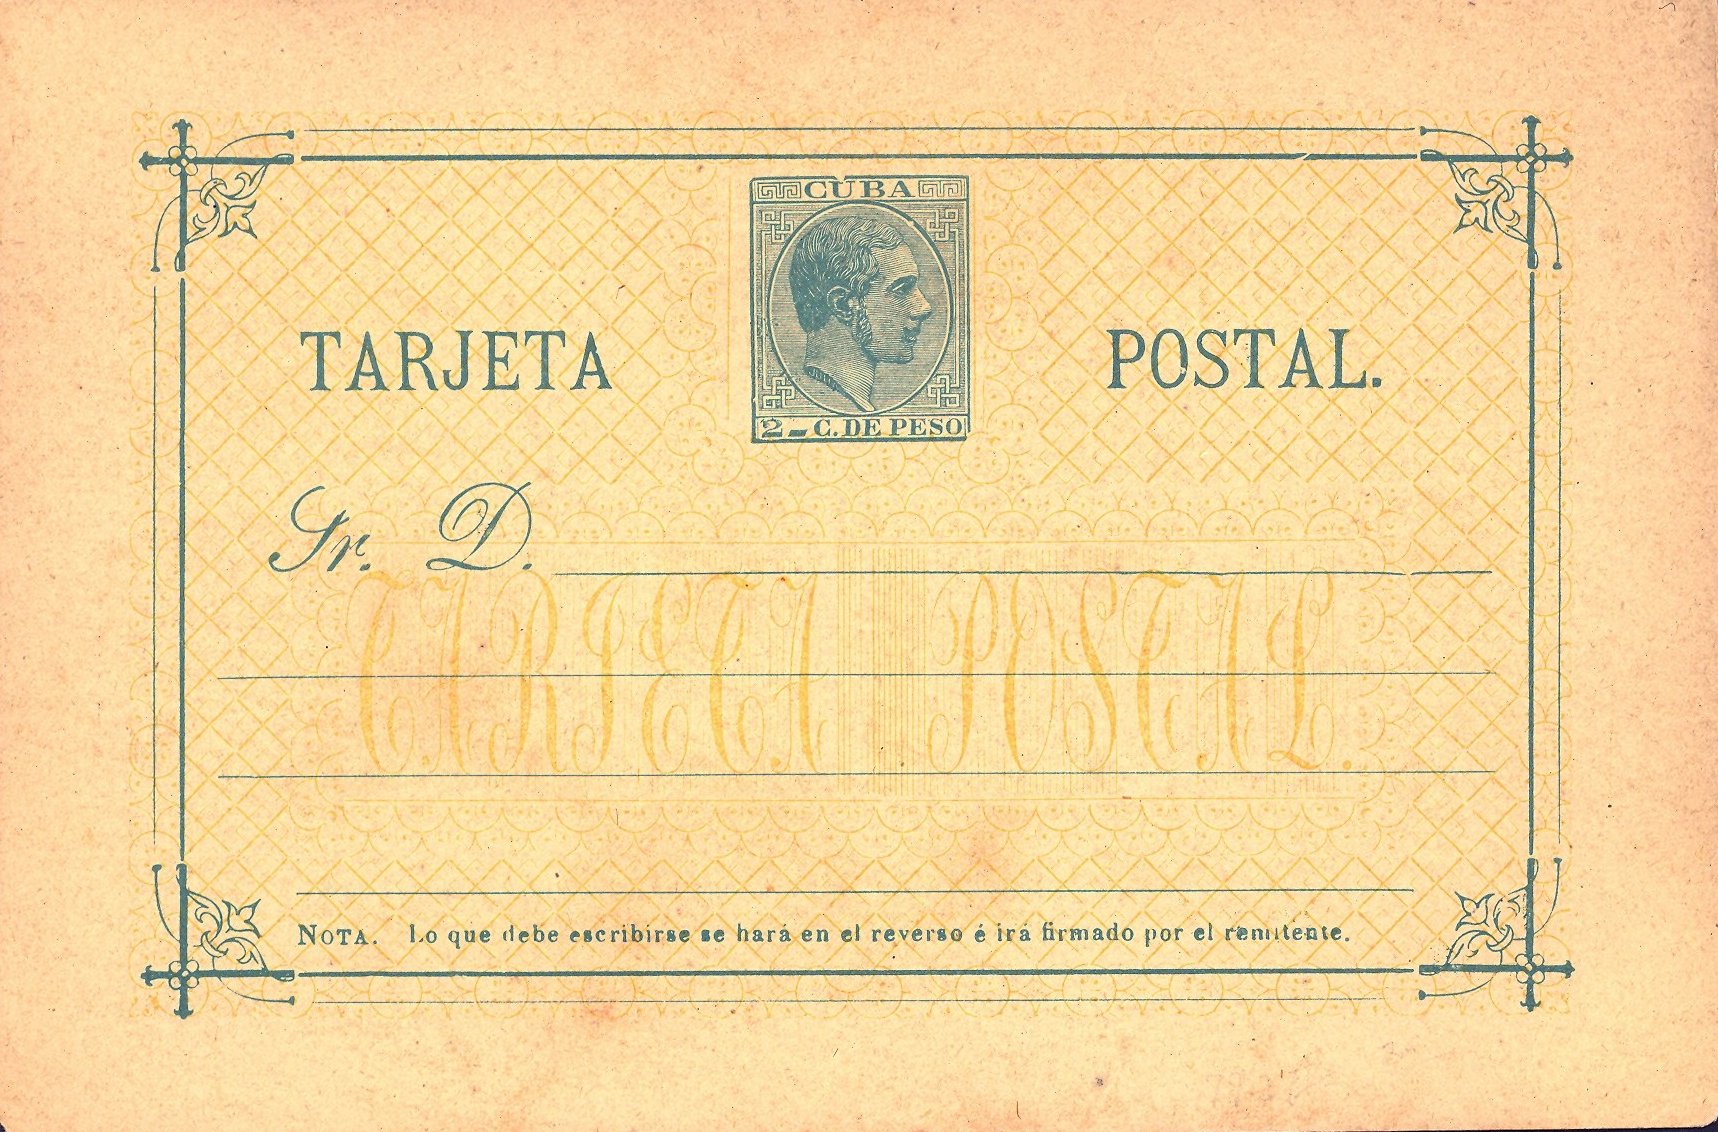 CUBA
2 - C. DE PESO
TARJETA POSTAL.
Sr. D.
TARJETA POSTAL.
NOTA. Lo que debe escribirse se hará en el reverso é irá firmado por el remitente.